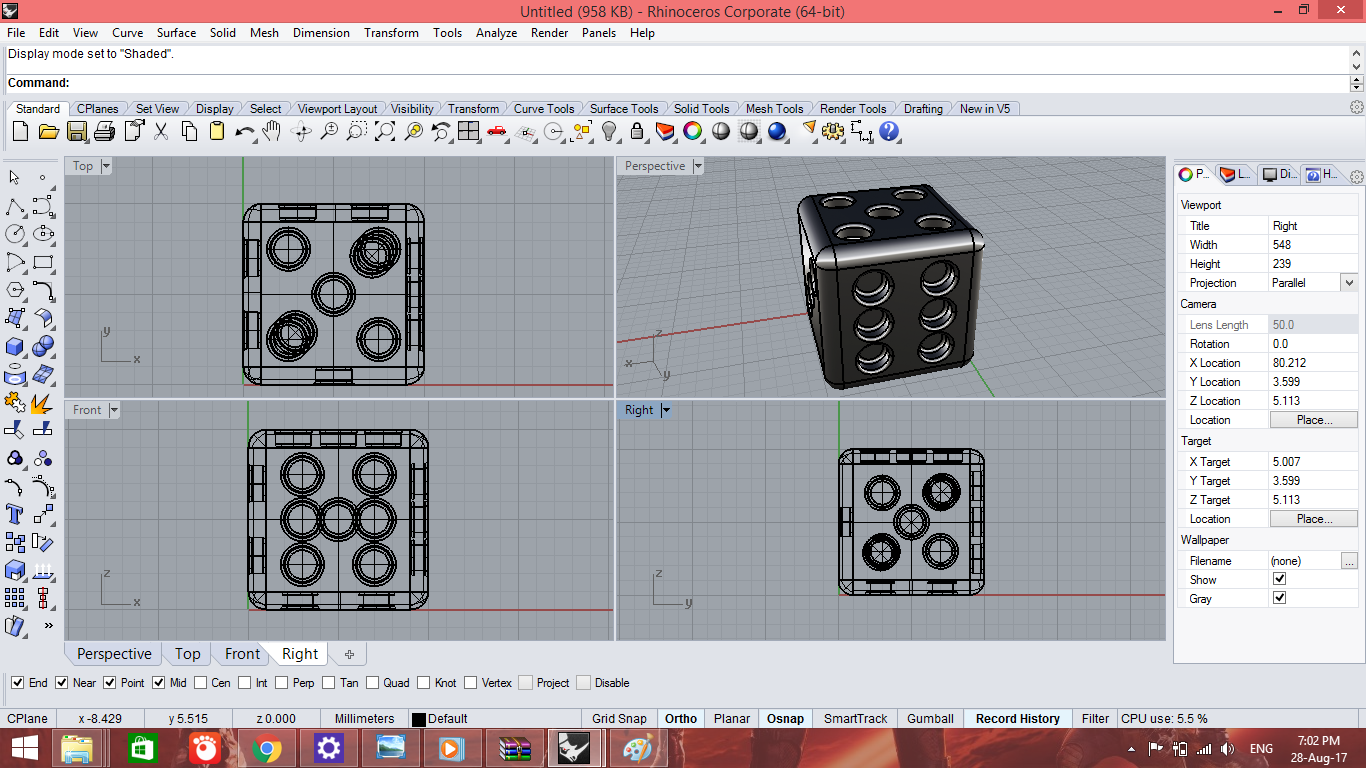 Untitled (958 KB) - Rhinoceros Corporate (64-bit)
File Edit View Curve Surface Solid Mesh Dimension Transform Tools Analyze Render Panels Help
Display mode set to "Shaded".
Command:
Standard CPlanes Set View Display Select Viewport Layout Visibility Transform Curve Tools Surface Tools Solid Tools Mesh Tools Render Tools Drafting New in V5
Top
y
x
Perspective
z
x
y
Front
z
x
Right
z
y
P... L... Di... H...
Viewport
Title Right
Width 548
Height 239
Projection Parallel
Camera
Lens Length 50.0
Rotation 0.0
X Location 80.212
Y Location 3.599
Z Location 5.113
Location Place...
Target
X Target 5.007
Y Target 3.599
Z Target 5.113
Location Place...
Wallpaper
Filename (none) ...
Show
Gray
Perspective Top Front Right
End Near Point Mid Cen Int Perp Tan Quad Knot Vertex Project Disable
CPlane x -8.429 y 5.515 z 0.000 Millimeters Default Grid Snap Ortho Planar Osnap SmartTrack Gumball Record History Filter CPU use: 5.5 %
ENG
7:02 PM
28-Aug-17